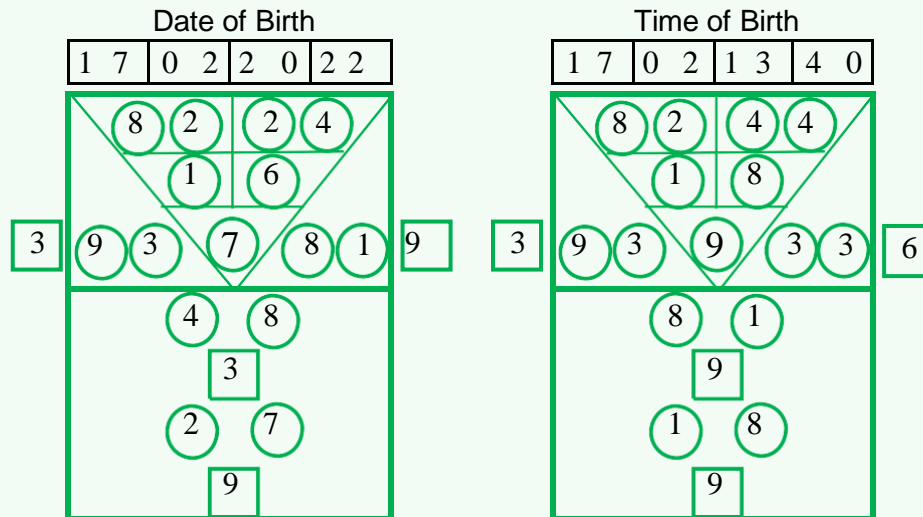 Date of Birth Time of Birth
1 7 0 2 2 0 2 2 1 7 0 2 1 3 4 0
8 2 2 4 8 2 4 4
1 6 1 8
3 9 3 7 8 1 9 3 9 3 9 3 3 6
4 8 8 1
3 9
2 7 1 8
9 9